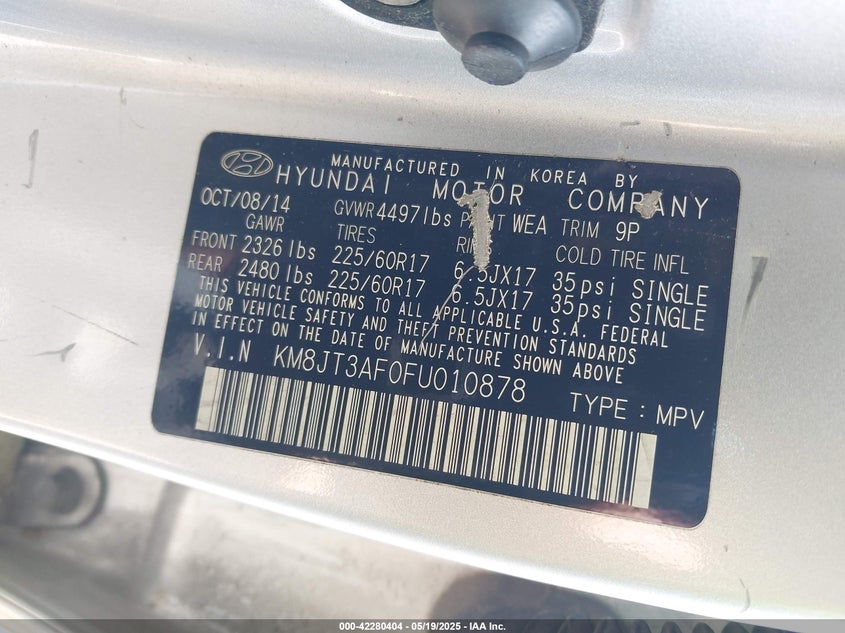 MANUFACTURED IN KOREA BY
HYUNDAI MOTOR COMPANY
OCT/08/14 GVWR 4497lbs PAINT WEA TRIM 9P
GAWR TIRES RIM COLD TIRE INFL
FRONT 2326 lbs 225/60R17 6.5JX17 35psi SINGLE
REAR 2480 lbs 225/60R17 6.5JX17 35psi SINGLE
THIS VEHICLE CONFORMS TO ALL APPLICABLE U.S.A. FEDERAL
MOTOR VEHICLE SAFETY AND THEFT PREVENTION STANDARDS
IN EFFECT ON THE DATE OF MANUFACTURE SHOWN ABOVE
V.I.N KM8JT3AF0FU010878
TYPE : MPV
000-42280404 - 05/19/2025 - IAA Inc.